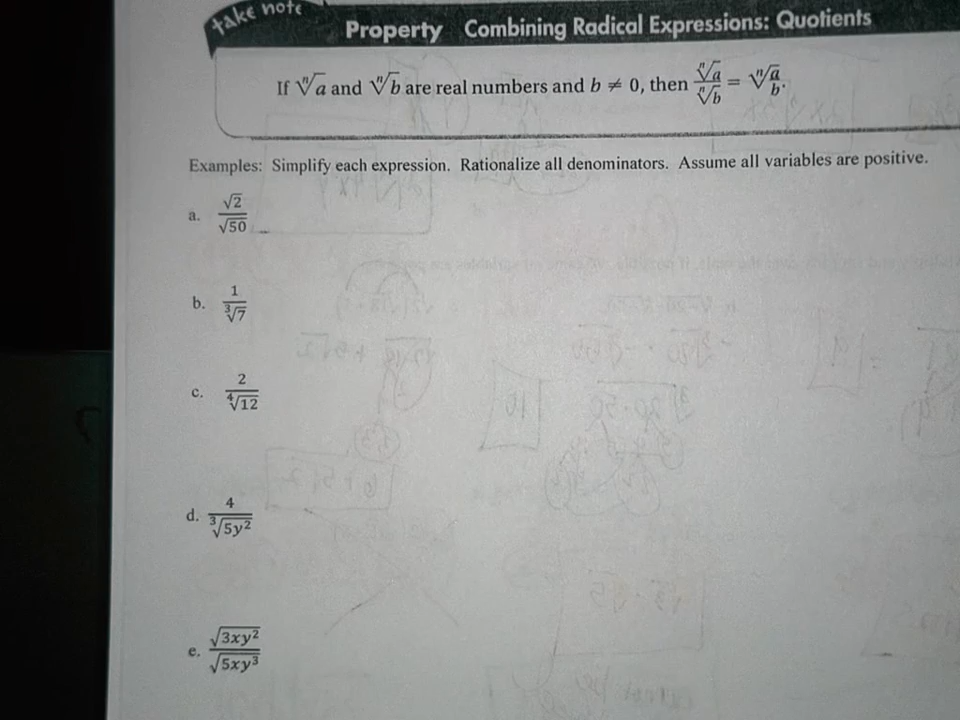 take note
Property Combining Radical Expressions: Quotients
If ⁿ√a and ⁿ√b are real numbers and b ≠ 0, then ⁿ√a/ⁿ√b = ⁿ√(a/b).
Examples: Simplify each expression. Rationalize all denominators. Assume all variables are positive.
a. √2/√50
b. 1/∛7
c. 2/∜12
d. 4/∛(5y²)
e. √(3xy²)/√(5xy³)